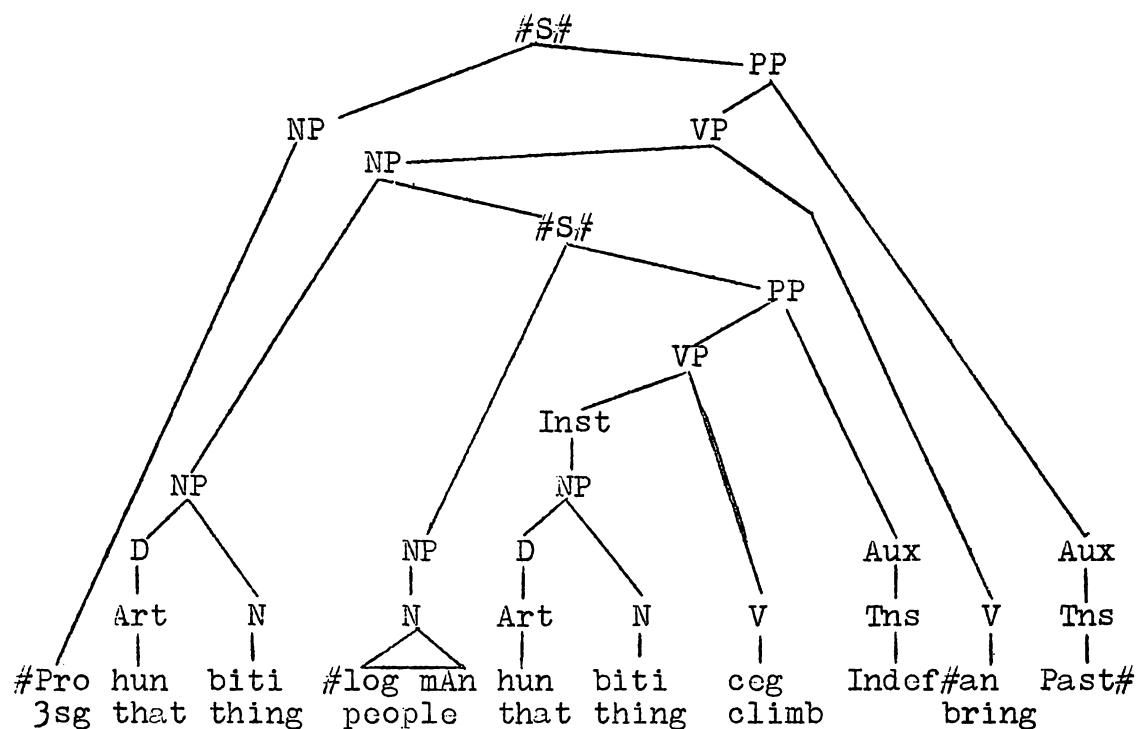 #S#
PP
NP VP
NP
#S#
PP
VP
Inst
NP NP
D NP D Aux Aux
Art N N Art N V Tns V Tns
#Pro hun biti #log mAn hun biti ceg Indef#an Past#
3sg that thing people that thing climb bring